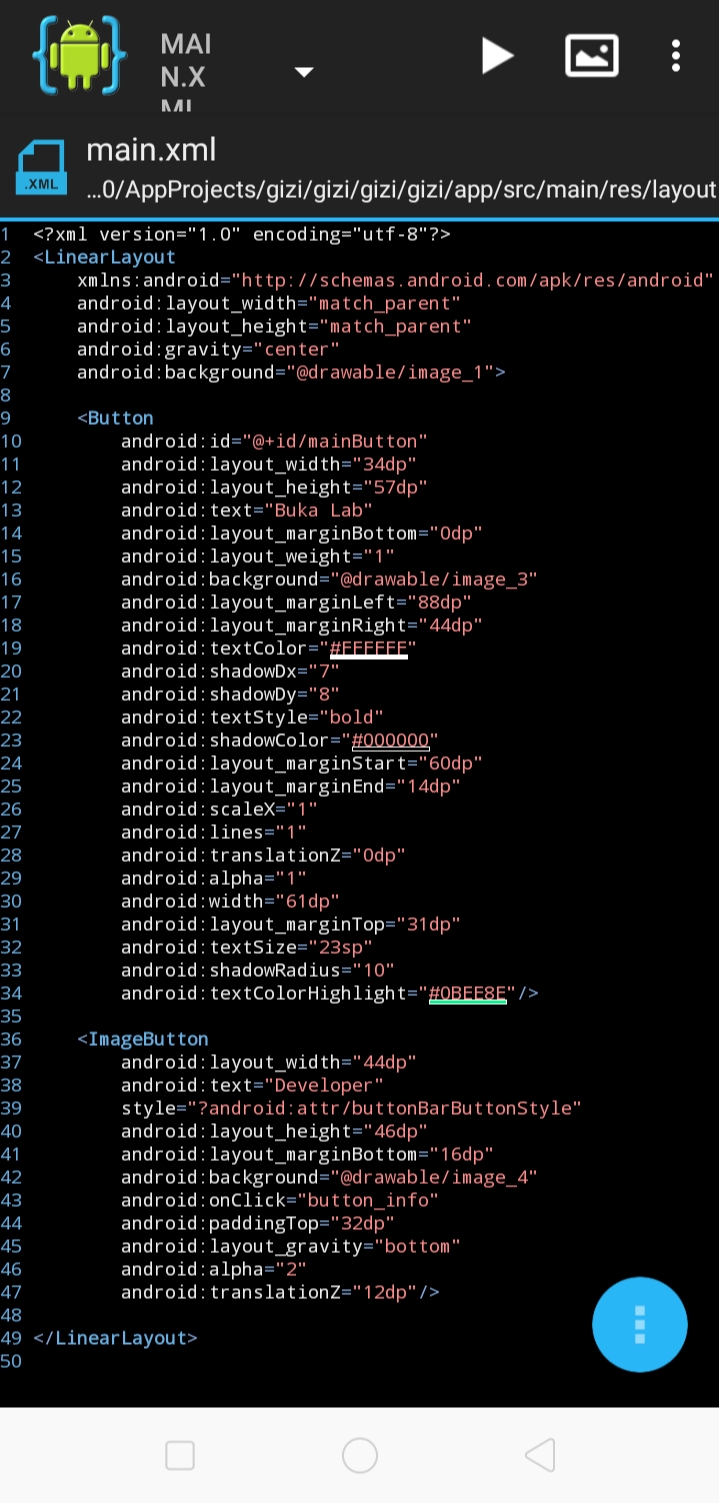 MAI
N.X
ML
main.xml
.XML
...0/AppProjects/gizi/gizi/gizi/gizi/app/src/main/res/layout
1 <?xml version="1.0" encoding="utf-8"?>
2 <LinearLayout
3 xmlns:android="http://schemas.android.com/apk/res/android"
4 android:layout_width="match_parent"
5 android:layout_height="match_parent"
6 android:gravity="center"
7 android:background="@drawable/image_1">
8
9 <Button
10 android:id="@+id/mainButton"
11 android:layout_width="34dp"
12 android:layout_height="57dp"
13 android:text="Buka Lab"
14 android:layout_marginBottom="0dp"
15 android:layout_weight="1"
16 android:background="@drawable/image_3"
17 android:layout_marginLeft="88dp"
18 android:layout_marginRight="44dp"
19 android:textColor="#FFFFFF"
20 android:shadowDx="7"
21 android:shadowDy="8"
22 android:textStyle="bold"
23 android:shadowColor="#000000"
24 android:layout_marginStart="60dp"
25 android:layout_marginEnd="14dp"
26 android:scaleX="1"
27 android:lines="1"
28 android:translationZ="0dp"
29 android:alpha="1"
30 android:width="61dp"
31 android:layout_marginTop="31dp"
32 android:textSize="23sp"
33 android:shadowRadius="10"
34 android:textColorHighlight="#0BEE8E"/>
35
36 <ImageButton
37 android:layout_width="44dp"
38 android:text="Developer"
39 style="?android:attr/buttonBarButtonStyle"
40 android:layout_height="46dp"
41 android:layout_marginBottom="16dp"
42 android:background="@drawable/image_4"
43 android:onClick="button_info"
44 android:paddingTop="32dp"
45 android:layout_gravity="bottom"
46 android:alpha="2"
47 android:translationZ="12dp"/>
48
49 </LinearLayout>
50